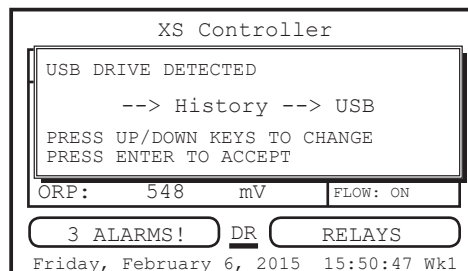 XS Controller
USB DRIVE DETECTED
--> History --> USB
PRESS UP/DOWN KEYS TO CHANGE
PRESS ENTER TO ACCEPT
ORP: 548 mV FLOW: ON
3 ALARMS! DR RELAYS
Friday, February 6, 2015 15:50:47 Wk1